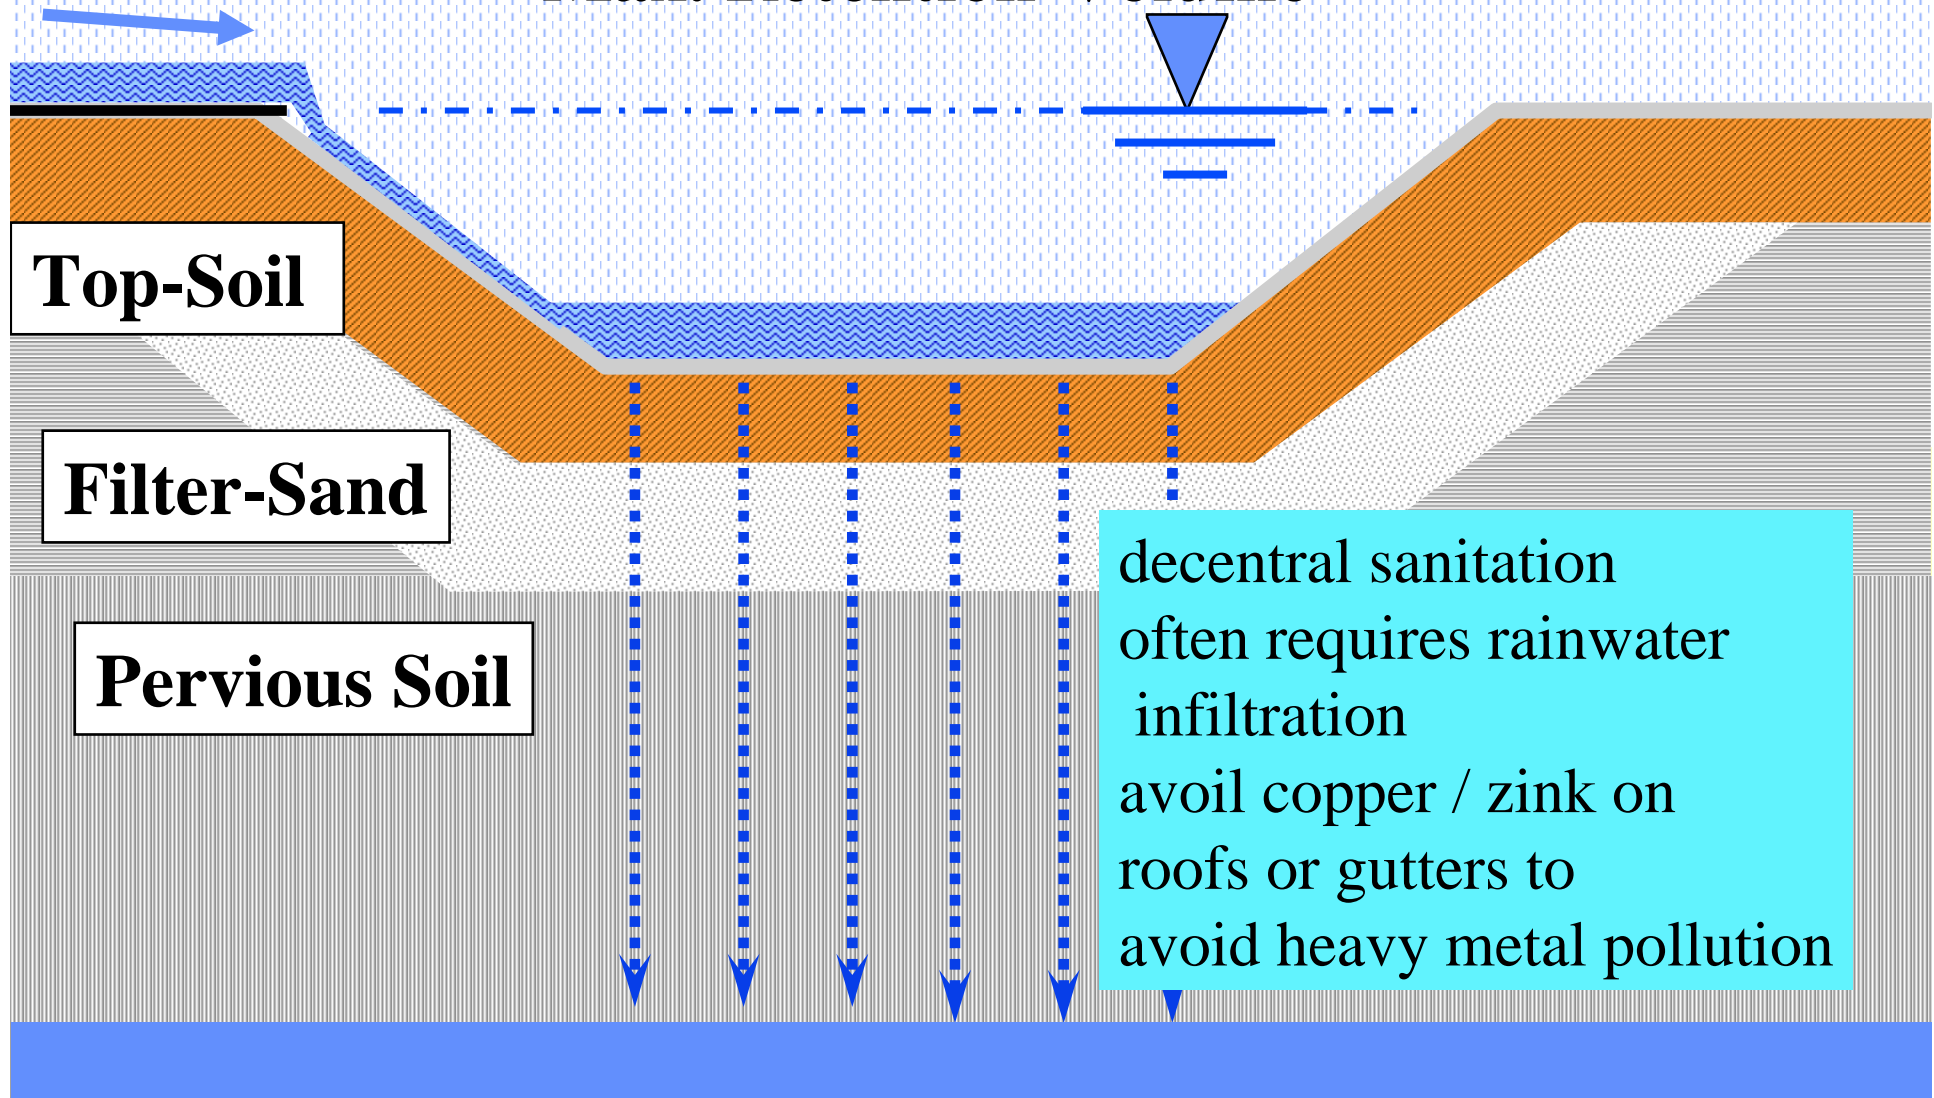 Top-Soil
Filter-Sand
Pervious Soil
decentral sanitation
often requires rainwater
infiltration
avoil copper / zink on
roofs or gutters to
avoid heavy metal pollution